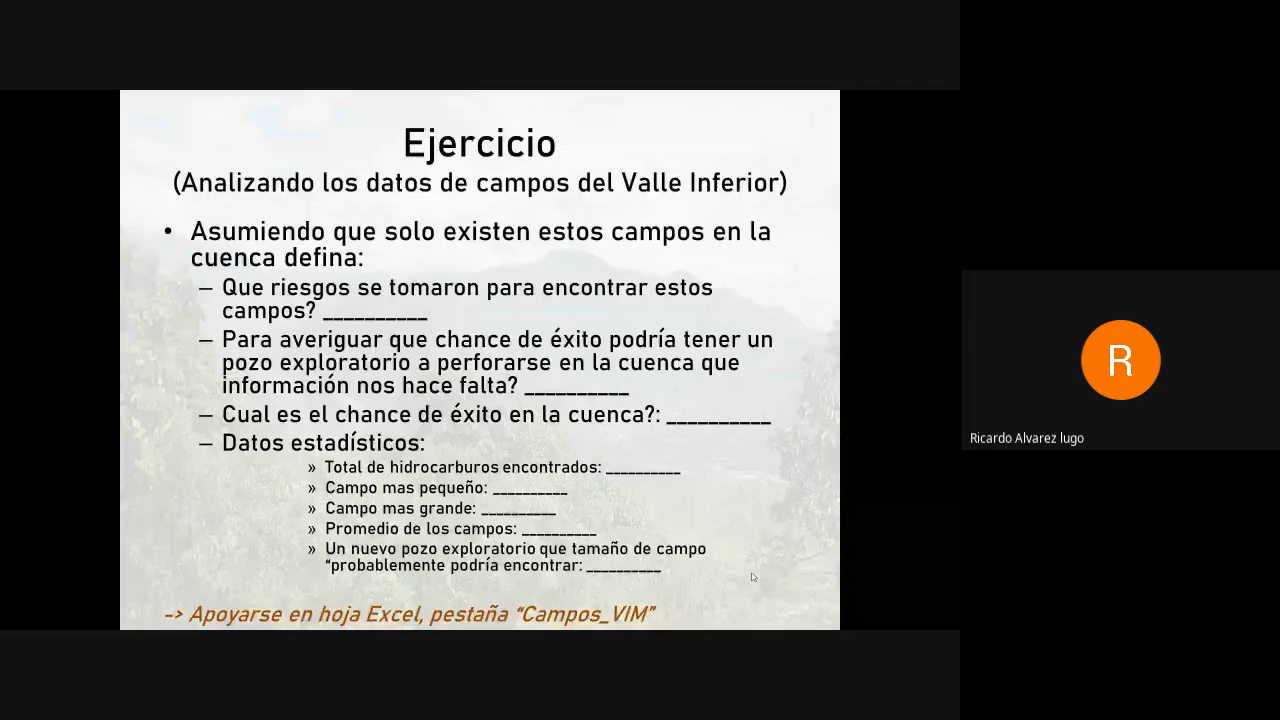 Ejercicio
(Analizando los datos de campos del Valle Inferior)
• Asumiendo que solo existen estos campos en la
cuenca defina:
– Que riesgos se tomaron para encontrar estos
campos? __________
– Para averiguar que chance de éxito podría tener un
pozo exploratorio a perforarse en la cuenca que
información nos hace falta? __________
– Cual es el chance de éxito en la cuenca?: __________
– Datos estadísticos:
» Total de hidrocarburos encontrados: __________
» Campo mas pequeño: __________
» Campo mas grande: __________
» Promedio de los campos: __________
» Un nuevo pozo exploratorio que tamaño de campo
“probablemente podría encontrar: __________
-> Apoyarse en hoja Excel, pestaña “Campos_VIM”
R
Ricardo Alvarez lugo